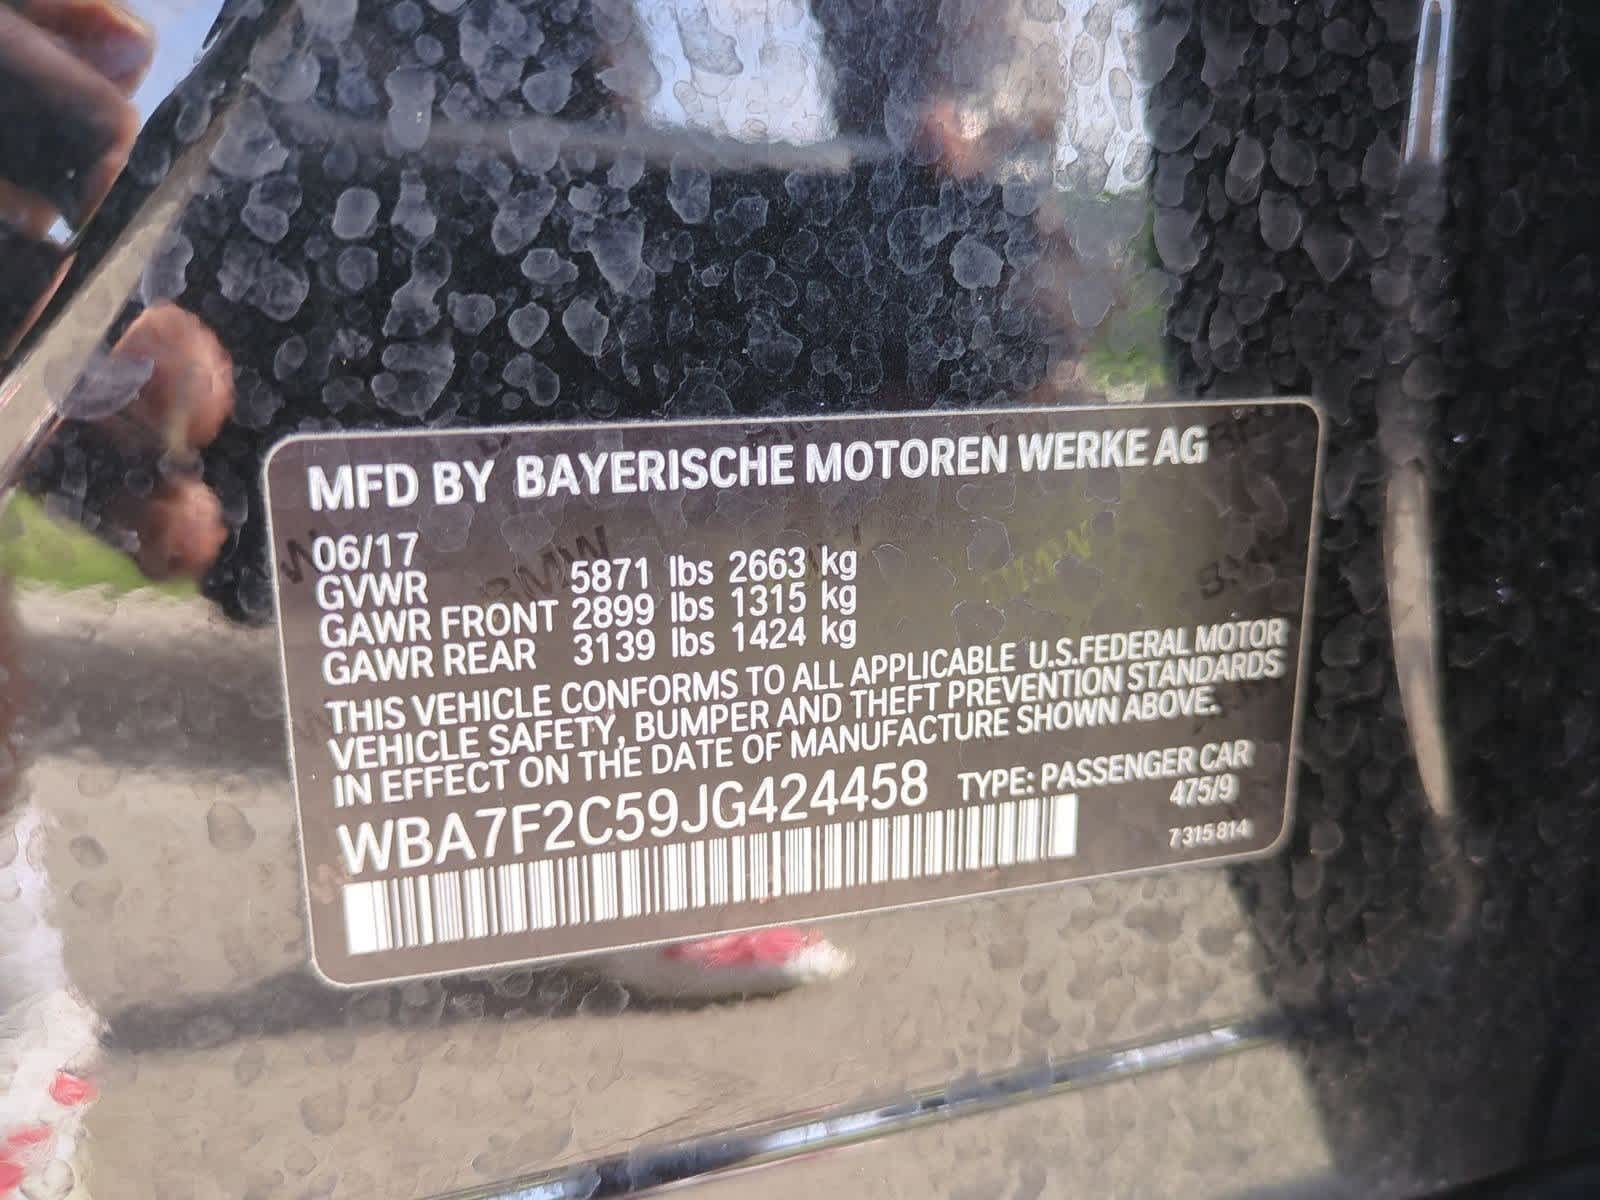 MFD BY BAYERISCHE MOTOREN WERKE AG
06/17
GVWR 5871 lbs 2663 kg
GAWR FRONT 2899 lbs 1315 kg
GAWR REAR 3139 lbs 1424 kg
THIS VEHICLE CONFORMS TO ALL APPLICABLE U.S.FEDERAL MOTOR
VEHICLE SAFETY, BUMPER AND THEFT PREVENTION STANDARDS
IN EFFECT ON THE DATE OF MANUFACTURE SHOWN ABOVE.
WBA7F2C59JG424458 TYPE: PASSENGER CAR
475/9
7 315 814
BMW
BMW